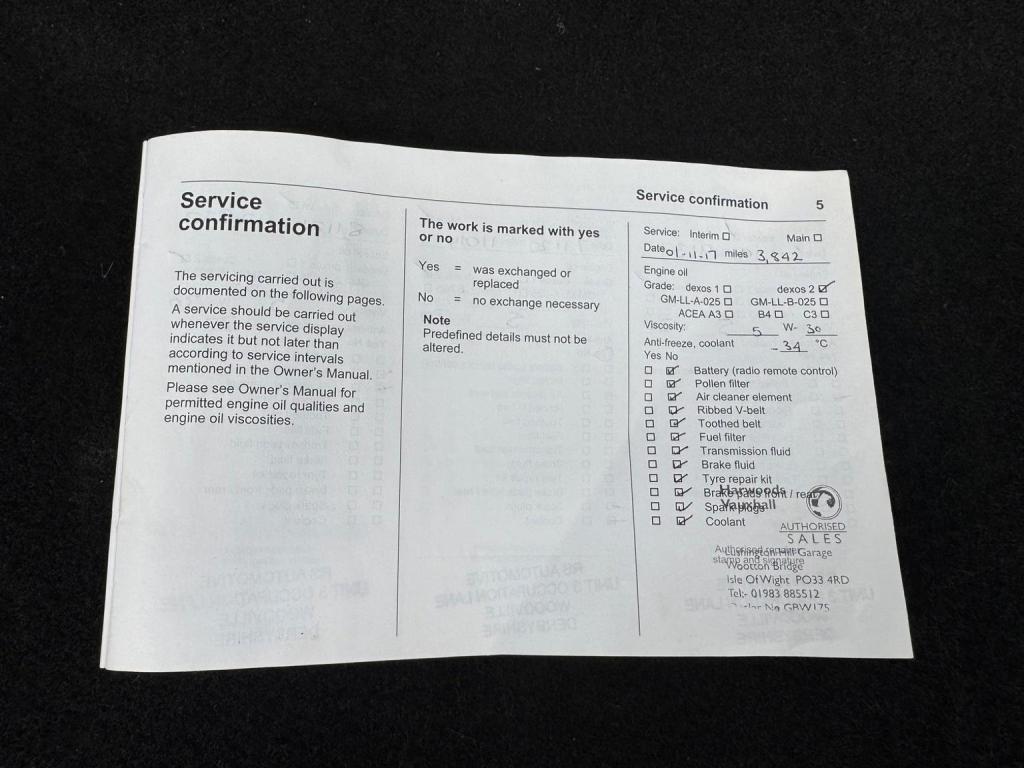 Service
confirmation
The servicing carried out is
documented on the following pages.
A service should be carried out
whenever the service display
indicates it but not later than
according to service intervals
mentioned in the Owner's Manual.
Please see Owner's Manual for
permitted engine oil qualities and
engine oil viscosities.
The work is marked with yes
or no
Yes = was exchanged or
replaced
No = no exchange necessary
Note
Predefined details must not be
altered.
Service confirmation 5
Service: Interim ☐ Main ☐
Date 01-11-17 miles 3,842
Engine oil
Grade: dexos 1 ☐ dexos 2 ☑
GM-LL-A-025 ☐ GM-LL-B-025 ☐
ACEA A3 ☐ B4 ☐ C3 ☐
Viscosity: 5 W- 30
Anti-freeze, coolant -34 °C
Yes No
☐ ☑ Battery (radio remote control)
☐ ☑ Pollen filter
☐ ☑ Air cleaner element
☐ ☑ Ribbed V-belt
☐ ☑ Toothed belt
☐ ☑ Fuel filter
☐ ☑ Transmission fluid
☐ ☑ Brake fluid
☐ ☑ Tyre repair kit
☐ ☑ Brake pads front / rear
☐ ☑ Spark plugs
☐ ☑ Coolant
Harwoods
Vauxhall
AUTHORISED
SALES
Authorised repairer
stamp and signature
Lushington Hill Garage
Wootton Bridge
Isle Of Wight PO33 4RD
Tel:- 01983 885512
No GBW175